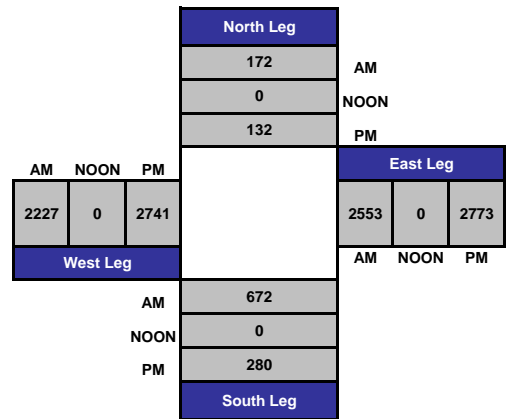 North Leg
172
AM
0
NOON
132
PM
AM NOON PM
East Leg
2227 0 2741
2553 0 2773
West Leg
AM NOON PM
AM
672
NOON
0
PM
280
South Leg